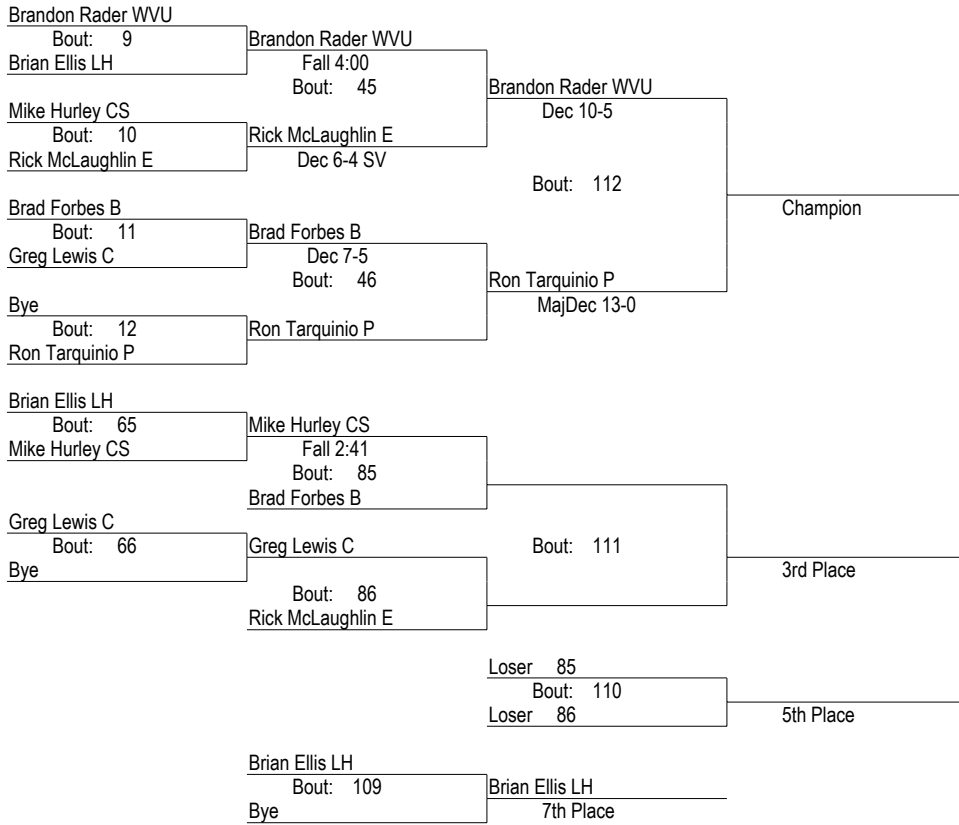 Brandon Rader WVU
Bout: 9
Brian Ellis LH
Brandon Rader WVU
Fall 4:00
Bout: 45
Mike Hurley CS
Bout: 10
Rick McLaughlin E
Rick McLaughlin E
Dec 6-4 SV
Brandon Rader WVU
Dec 10-5
Bout: 112
Champion
Brad Forbes B
Bout: 11
Greg Lewis C
Brad Forbes B
Dec 7-5
Bout: 46
Bye
Bout: 12
Ron Tarquinio P
Ron Tarquinio P
Ron Tarquinio P
MajDec 13-0
Brian Ellis LH
Bout: 65
Mike Hurley CS
Mike Hurley CS
Fall 2:41
Bout: 85
Brad Forbes B
Greg Lewis C
Bout: 66
Bye
Greg Lewis C
Bout: 86
Rick McLaughlin E
Bout: 111
3rd Place
Loser 85
Bout: 110
Loser 86
5th Place
Brian Ellis LH
Bout: 109
Bye
Brian Ellis LH
7th Place